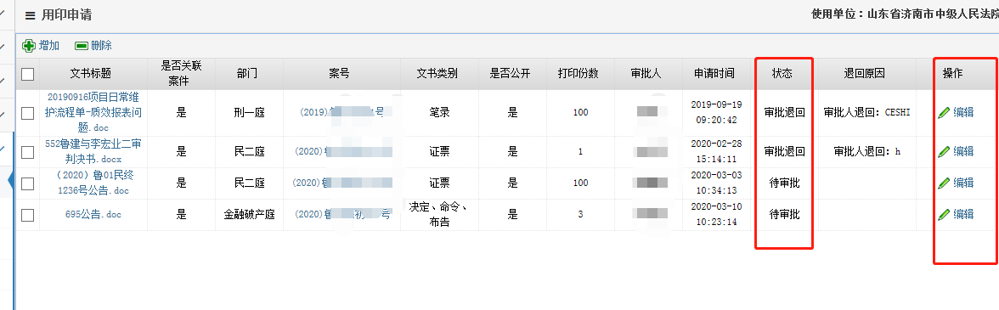 用印申请
使用单位：山东省济南市中级人民法院
增加 删除
文书标题 是否关联案件 部门 案号 文书类别 是否公开 打印份数 审批人 申请时间 状态 退回原因 操作
20190916项目日常维护流程单-质效报表问题.doc 是 刑一庭 (2019) 号 笔录 是 100 2019-09-19 09:20:42 审批退回 审批人退回：CESHI 编辑
552鲁建与李宏业二审判决书.docx 是 民二庭 (2020) 证票 是 1 2020-02-28 15:14:11 审批退回 审批人退回：h 编辑
（2020）鲁01民终1236号公告.doc 是 民二庭 (2020) 证票 是 100 2020-03-03 10:34:13 待审批 编辑
695公告.doc 是 金融破产庭 (2020) 初 号 决定、命令、布告 是 3 2020-03-10 10:23:14 待审批 编辑